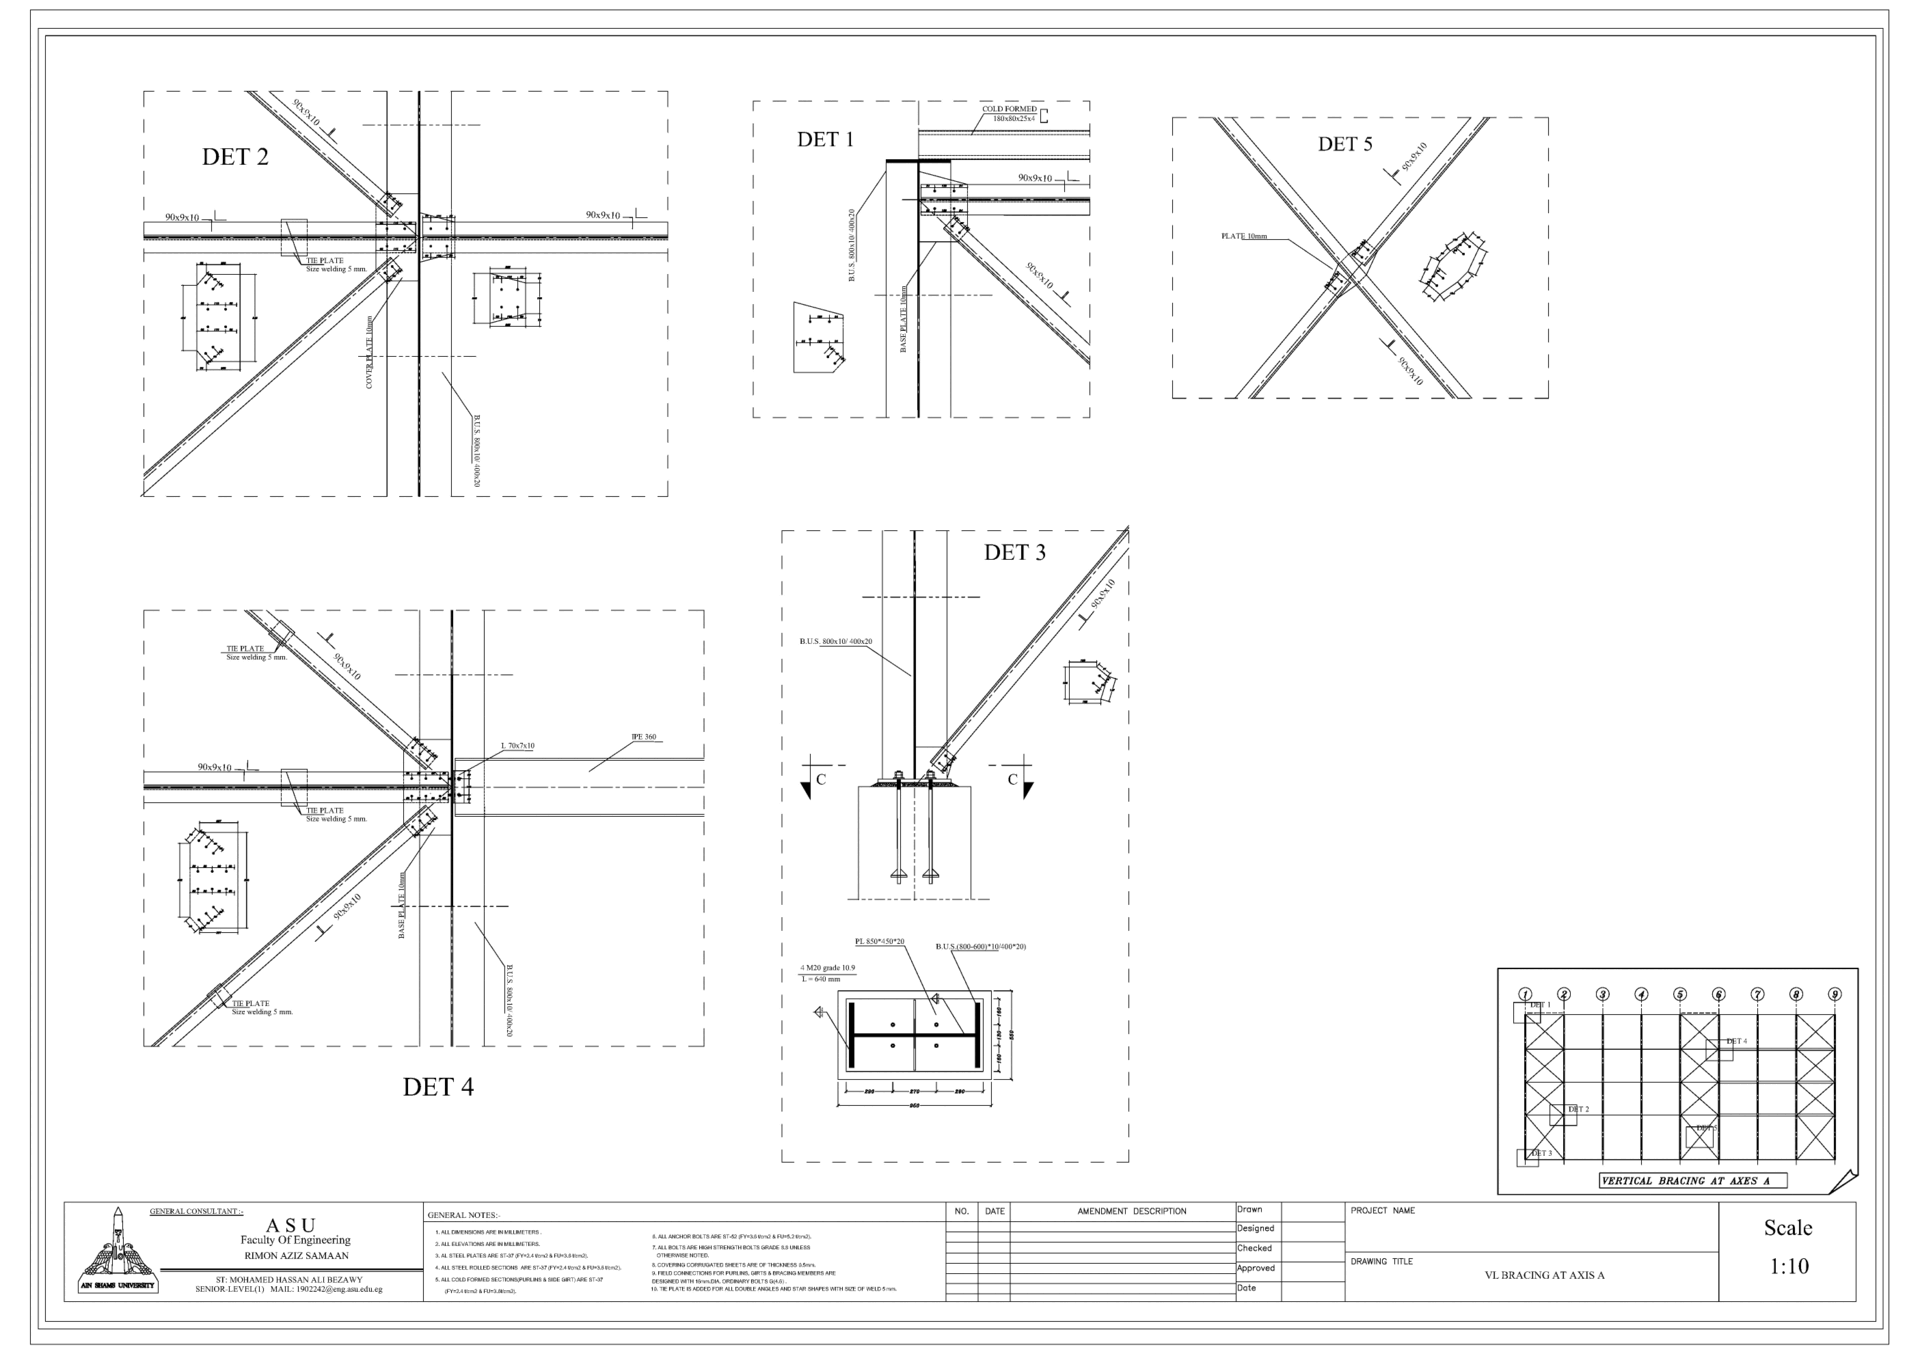 DET 2
90x9x10
90x9x10
90x9x10
TIE PLATE
Size welding 5 mm.
COVER PLATE 10mm
B.U.S. 800x10/ 400x20
DET 1
COLD FORMED
180x80x25x4
90x9x10
B.U.S. 800x10/ 400x20
BASE PLATE 10mm
90x9x10
DET 5
90x9x10
PLATE 10mm
90x9x10
DET 4
TIE PLATE
Size welding 5 mm.
90x9x10
90x9x10
TIE PLATE
Size welding 5 mm.
L 70x7x10
IPE 360
BASE PLATE 10mm
90x9x10
TIE PLATE
Size welding 5 mm.
B.U.S. 800x10/ 400x20
DET 3
90x9x10
B.U.S. 800x10/ 400x20
C
C
PL 850*450*20
B.U.S.(800-600)*10/400*20)
4 M20 grade 10.9
L = 640 mm
270
1
2
3
4
5
6
7
8
9
DET 1
DET 4
DET 2
DET 5
DET 3
VERTICAL BRACING AT AXES A
GENERAL CONSULTANT :-
A S U
Faculty Of Engineering
RIMON AZIZ SAMAAN
AIN SHAMS UNIVERSITY
ST: MOHAMED HASSAN ALI BEZAWY
SENIOR-LEVEL(1) MAIL: 1902242@eng.asu.edu.eg
GENERAL NOTES:-
1. ALL DIMENSIONS ARE IN MILLIMETERS .
2. ALL ELEVATIONS ARE IN MILLIMETERS.
3. AL STEEL PLATES ARE ST-37 (FY=2.4 t/cm2 & FU=3.6 t/cm2).
4. ALL STEEL ROLLED SECTIONS ARE ST-37 (FY=2.4 t/cm2 & FU=3.6 t/cm2).
5. ALL COLD FORMED SECTIONS(PURLINS & SIDE GIRT) ARE ST-37
(FY=2.4 t/cm2 & FU=3.6t/cm2).
6. ALL ANCHOR BOLTS ARE ST-52 (FY=3.6 t/cm2 & FU=5.2 t/cm2).
7. ALL BOLTS ARE HIGH STRENGTH BOLTS GRADE 8.8 UNLESS
OTHERWISE NOTED.
8. COVERING CORRUGATED SHEETS ARE OF THICKNESS 0.5mm.
9. FIELD CONNECTIONS FOR PURLINS, GIRTS & BRACING MEMBERS ARE
DESIGNED WITH 16mm.DIA. ORDINARY BOLTS G(4.6) .
10. TIE PLATE IS ADDED FOR ALL DOUBLE ANGLES AND STAR SHAPES WITH SIZE OF WELD 5 mm.
NO.
DATE
AMENDMENT DESCRIPTION
Drawn
Designed
Checked
Approved
Date
PROJECT NAME
DRAWING TITLE
VL BRACING AT AXIS A
Scale
1:10